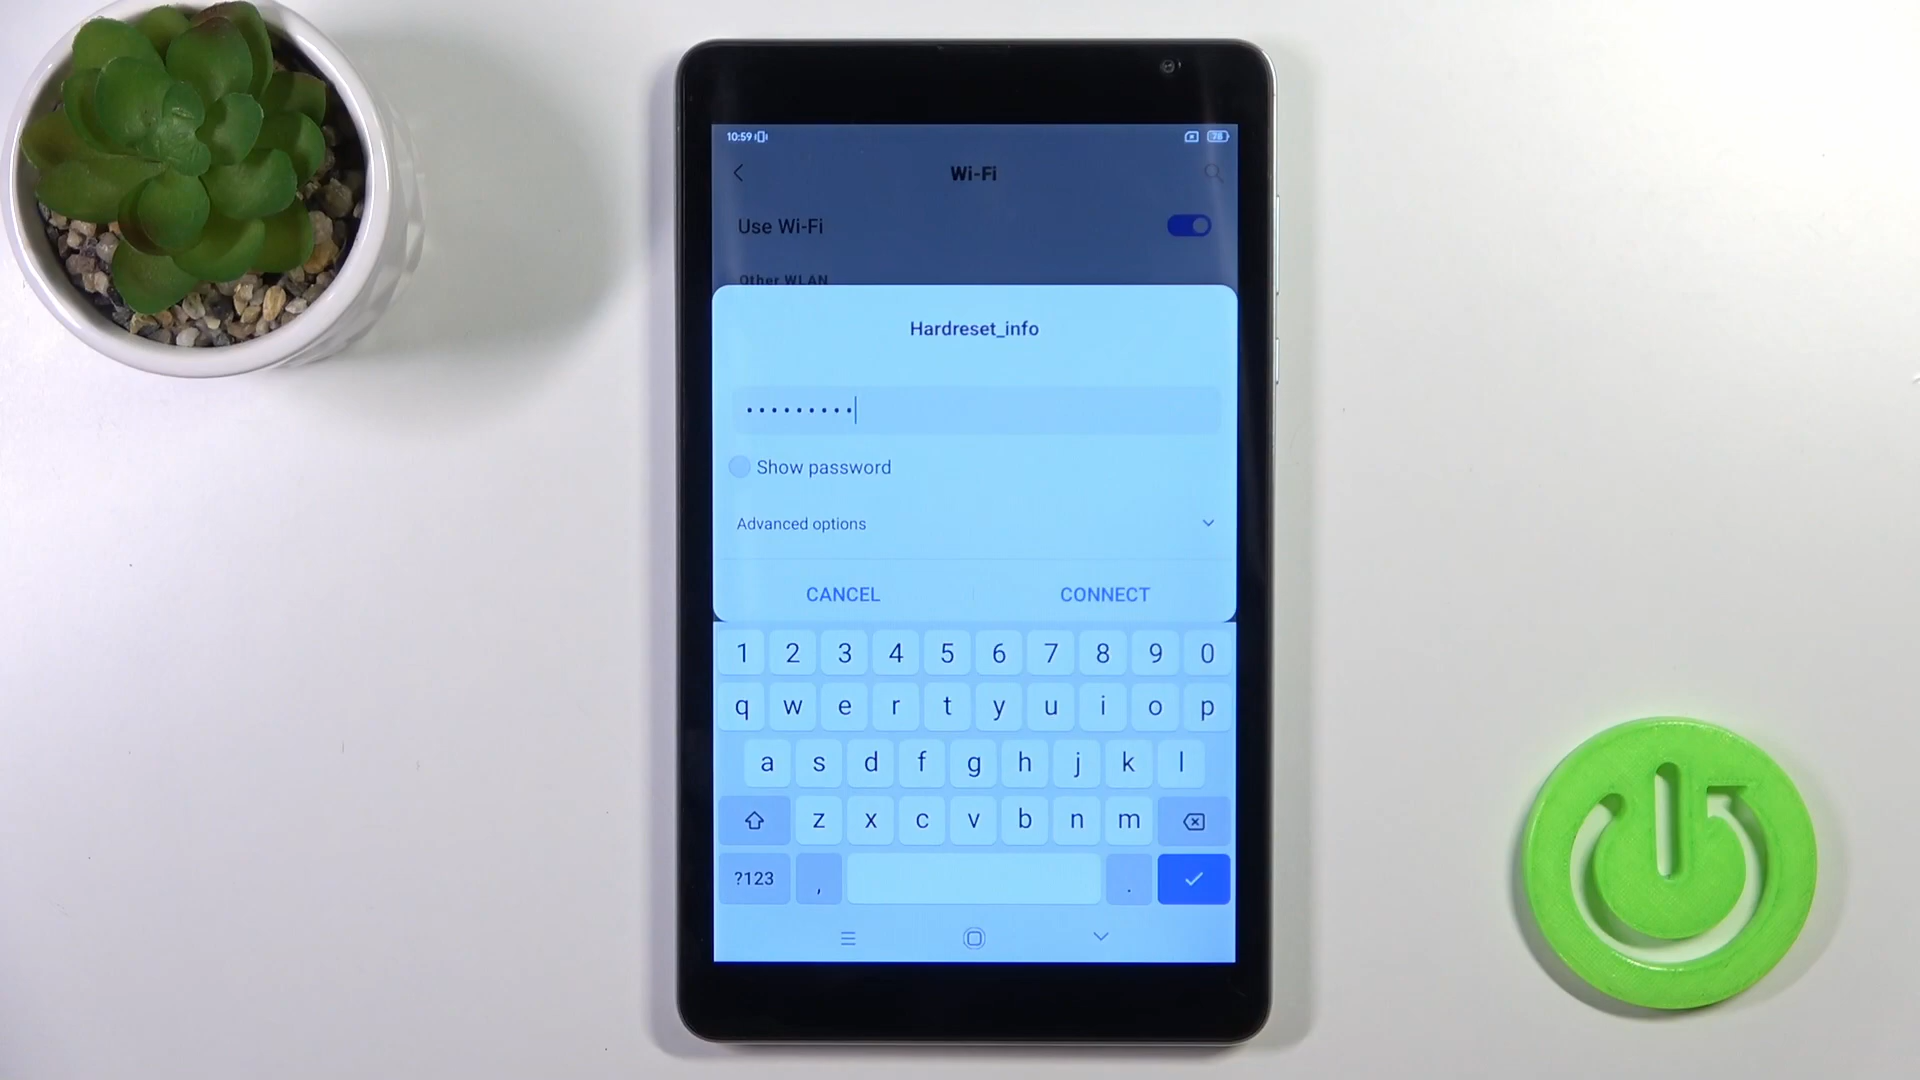 10:59
78
Wi-Fi
Use Wi-Fi
Other WLAN
Hardreset_info
•••••••••
Show password
Advanced options
CANCEL CONNECT
1 2 3 4 5 6 7 8 9 0
q w e r t y u i o p
a s d f g h j k l
z x c v b n m
?123 , .